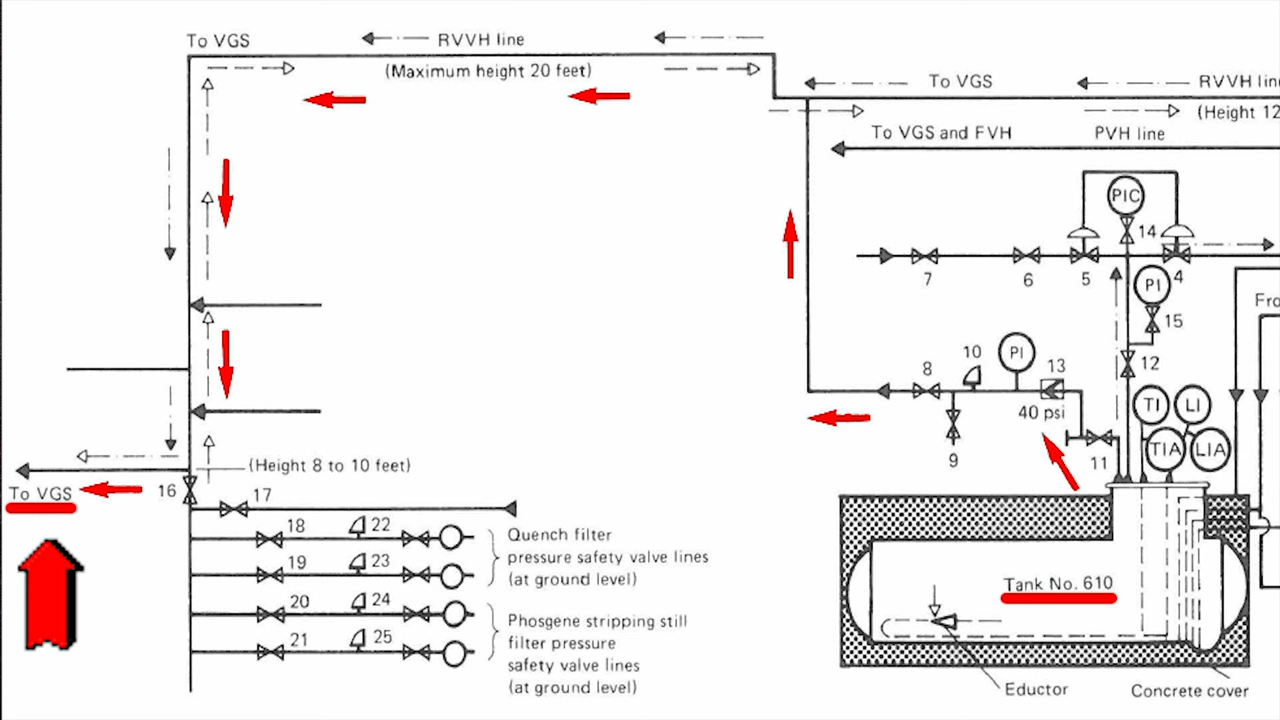 To VGS
RVVH line
(Maximum height 20 feet)
To VGS
RVVH line
(Height 12
To VGS and FVH
PVH line
PIC
14
7
6
5
4
PI
15
Fro
8
10
PI
13
12
40 psi
TI
LI
9
11
TIA
LIA
(Height 8 to 10 feet)
To VGS
16
17
18
22
Quench filter
pressure safety valve lines
(at ground level)
19
23
20
24
Phosgene stripping still
filter pressure
safety valve lines
(at ground level)
21
25
Tank No. 610
Eductor
Concrete cover